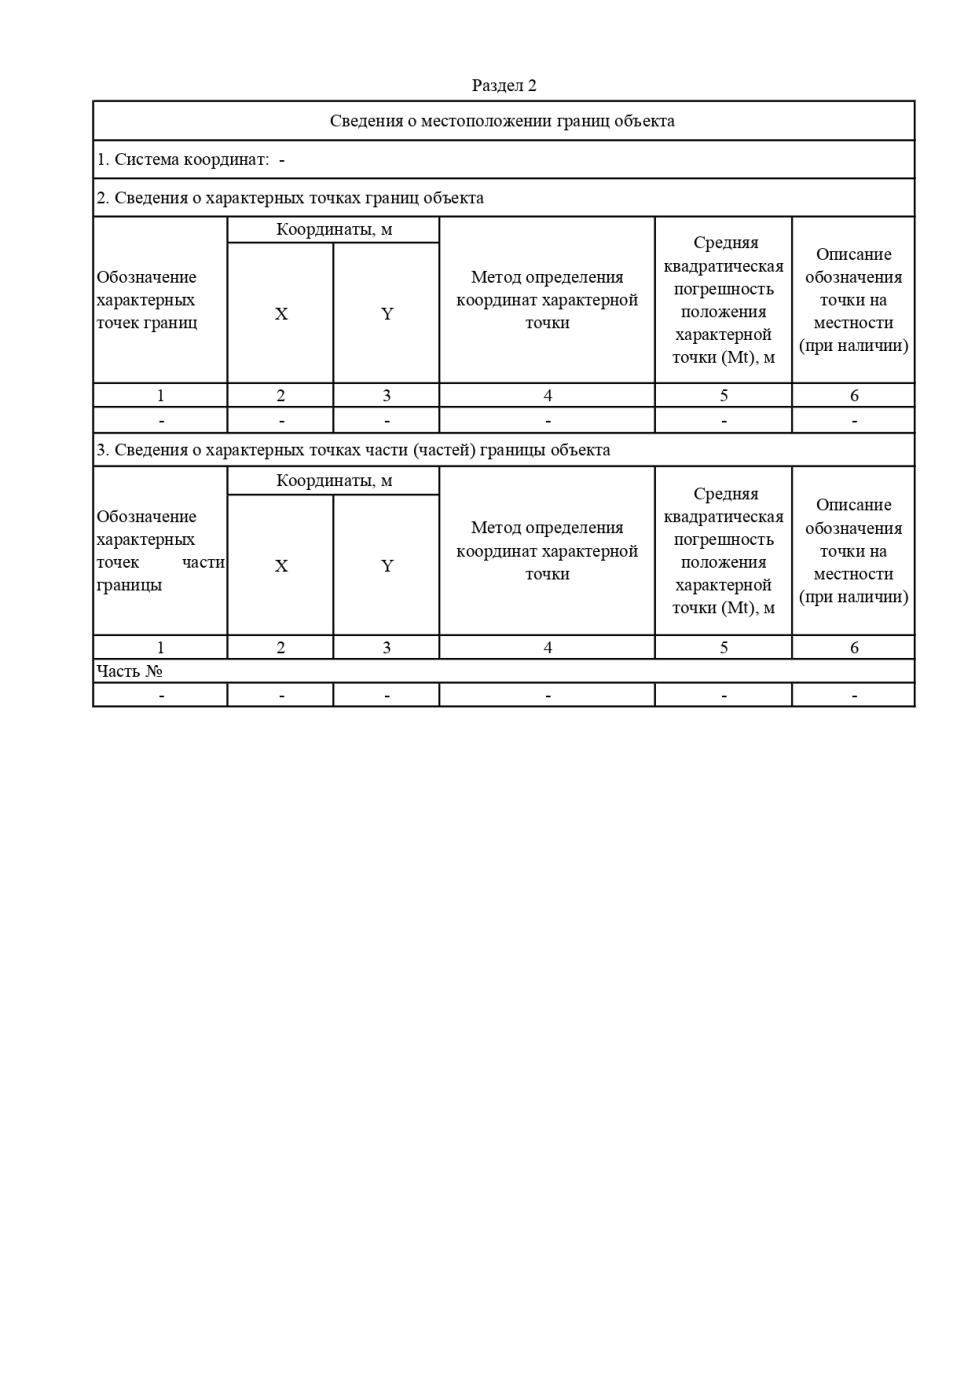 Раздел 2
Сведения о местоположении границ объекта
1. Система координат: -
2. Сведения о характерных точках границ объекта
Обозначение
характерных
точек границ
Координаты, м
X
Y
Метод определения
координат характерной
точки
Средняя
квадратическая
погрешность
положения
характерной
точки (Mt), м
Описание
обозначения
точки на
местности
(при наличии)
1 2 3 4 5 6
- - - - - -
3. Сведения о характерных точках части (частей) границы объекта
Обозначение
характерных
точек части
границы
Координаты, м
X
Y
Метод определения
координат характерной
точки
Средняя
квадратическая
погрешность
положения
характерной
точки (Mt), м
Описание
обозначения
точки на
местности
(при наличии)
1 2 3 4 5 6
Часть №
- - - - - -